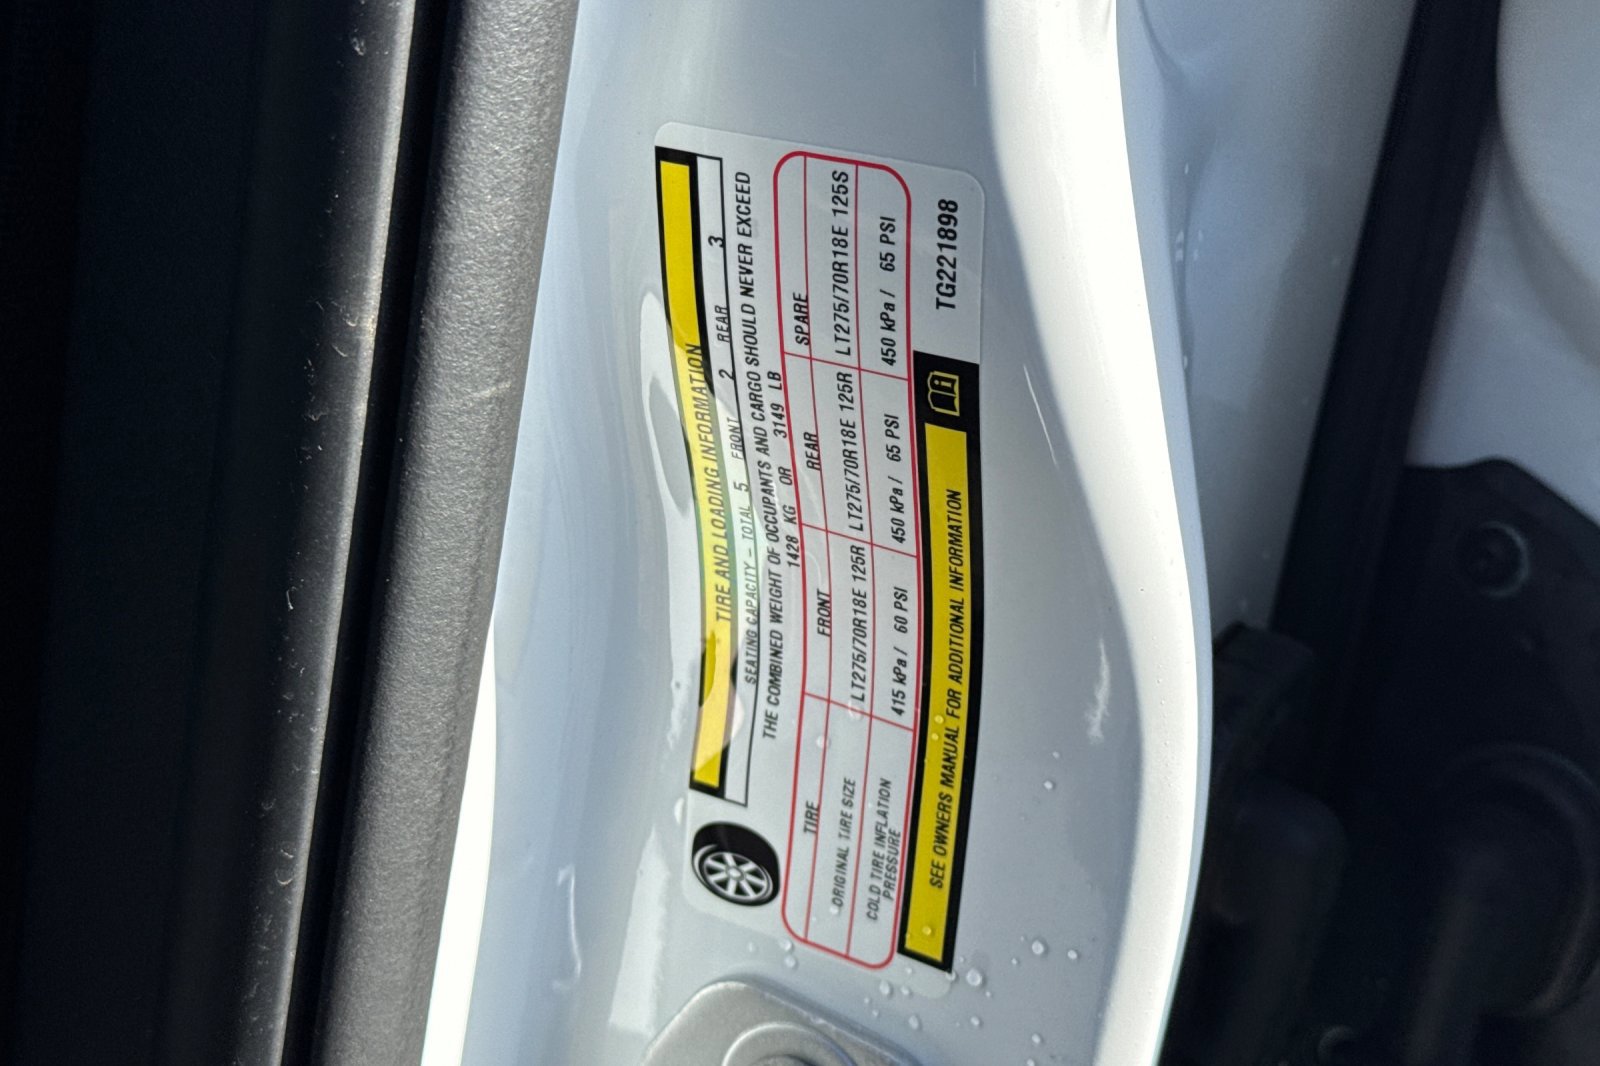 TIRE AND LOADING INFORMATION
SEATING CAPACITY – TOTAL 5 FRONT 2 REAR 3
THE COMBINED WEIGHT OF OCCUPANTS AND CARGO SHOULD NEVER EXCEED
1428 KG OR 3149 LB
TIRE FRONT REAR SPARE
ORIGINAL TIRE SIZE LT275/70R18E 125R LT275/70R18E 125R LT275/70R18E 125S
COLD TIRE INFLATION PRESSURE 415 kPa / 60 PSI 450 kPa / 65 PSI 450 kPa / 65 PSI
SEE OWNERS MANUAL FOR ADDITIONAL INFORMATION TG221898